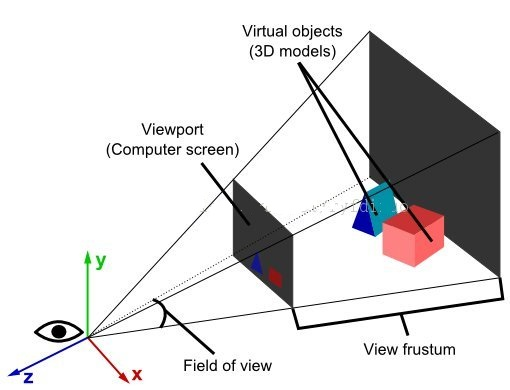 Virtual objects
(3D models)
Viewport
(Computer screen)
y
z
x
Field of view
View frustum